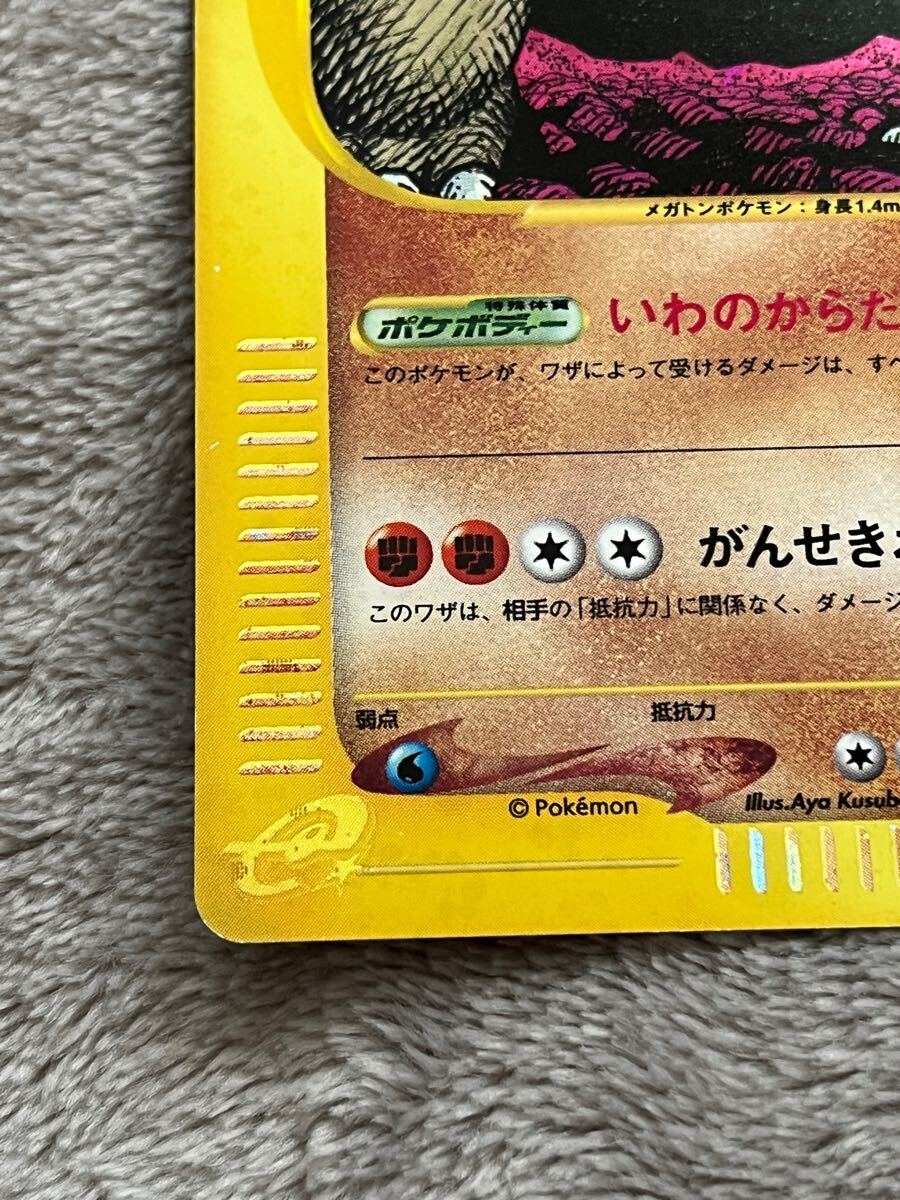 メガトンポケモン：身長1.4m
特殊体質
ポケボディー いわのからだ
このポケモンが、ワザによって受けるダメージは、すべ
がんせき
このワザは、相手の「抵抗力」に関係なく、ダメージ
弱点 抵抗力
© Pokémon Illus.Aya Kusub